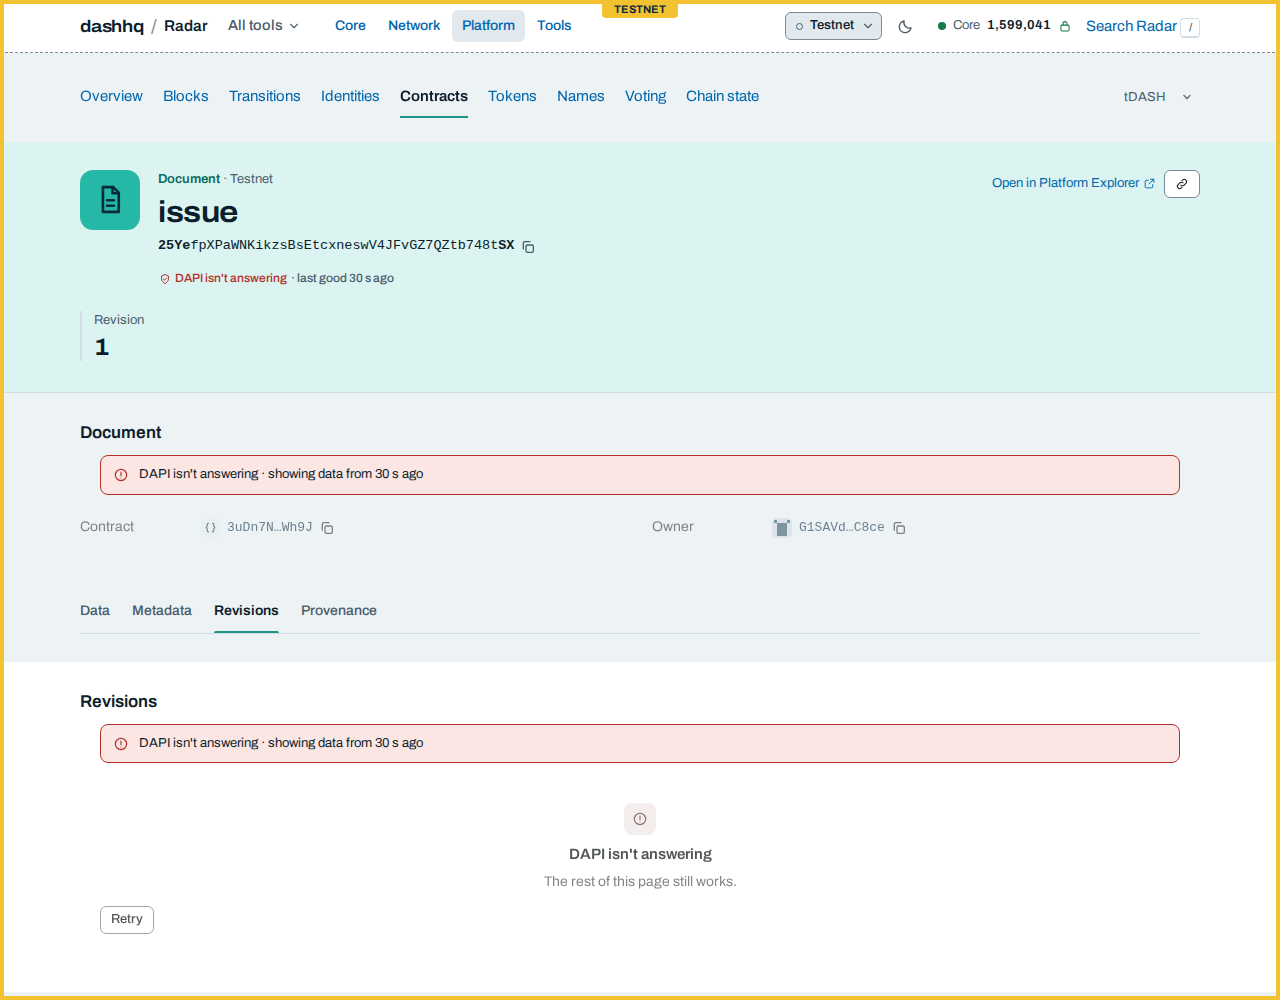 TESTNET
dashhq / Radar All tools Core Network Platform Tools Testnet Core 1,599,041 Search Radar /
Overview Blocks Transitions Identities Contracts Tokens Names Voting Chain state tDASH
Document · Testnet
Open in Platform Explorer
issue
25YefpXPaWNKikzsBsEtcxneswV4JFvGZ7QZtb748tSX
DAPI isn't answering · last good 30 s ago
Revision
1
Document
DAPI isn't answering · showing data from 30 s ago
Contract {} 3uDn7N…Wh9J Owner G1SAVd…C8ce
Data Metadata Revisions Provenance
Revisions
DAPI isn't answering · showing data from 30 s ago
DAPI isn't answering
The rest of this page still works.
Retry